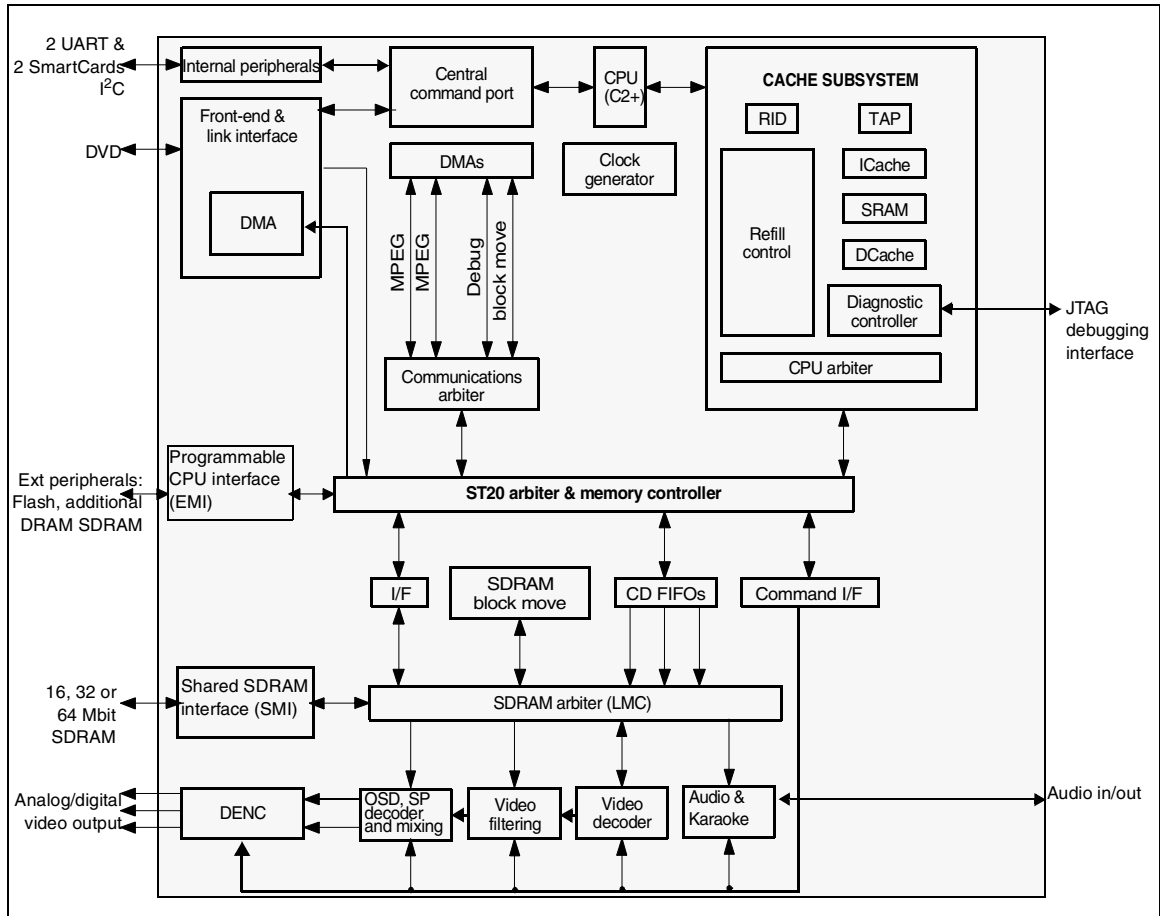 2 UART &
2 SmartCards
I²C
Internal peripherals
Central
command port
CPU
(C2+)
CACHE SUBSYSTEM
RID
TAP
ICache
SRAM
DCache
Refill
control
Diagnostic
controller
CPU arbiter
JTAG
debugging
interface
DVD
Front-end &
link interface
DMA
DMAs
Clock
generator
MPEG
MPEG
Debug
block move
Communications
arbiter
Ext peripherals:
Flash, additional
DRAM SDRAM
Programmable
CPU interface
(EMI)
ST20 arbiter & memory controller
I/F
SDRAM
block move
CD FIFOs
Command I/F
16, 32 or
64 Mbit
SDRAM
Shared SDRAM
interface (SMI)
SDRAM arbiter (LMC)
Analog/digital
video output
DENC
OSD, SP
decoder
and mixing
Video
filtering
Video
decoder
Audio &
Karaoke
Audio in/out